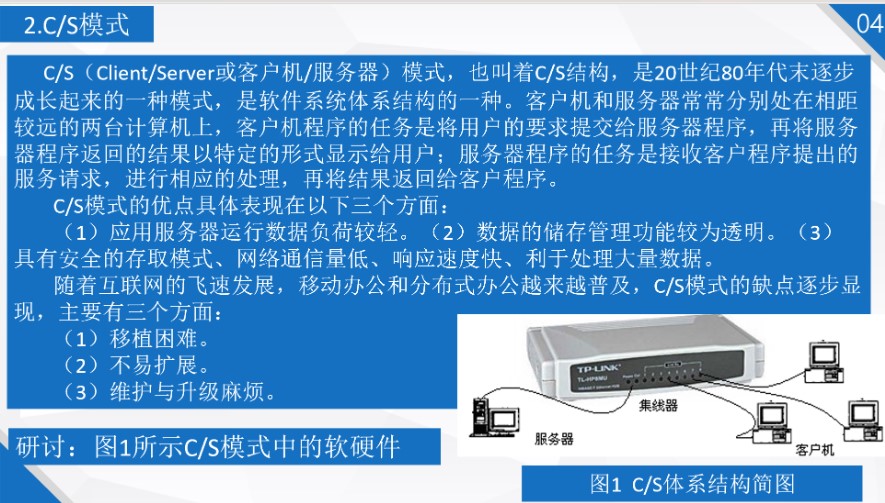 2.C/S模式
04
C/S（Client/Server或客户机/服务器）模式，也叫着C/S结构，是20世纪80年代末逐步
成长起来的一种模式，是软件系统体系结构的一种。客户机和服务器常常分别处在相距
较远的两台计算机上，客户机程序的任务是将用户的要求提交给服务器程序，再将服务
器程序返回的结果以特定的形式显示给用户；服务器程序的任务是接收客户程序提出的
服务请求，进行相应的处理，再将结果返回给客户程序。
C/S模式的优点具体表现在以下三个方面：
（1）应用服务器运行数据负荷较轻。（2）数据的储存管理功能较为透明。（3）
具有安全的存取模式、网络通信量低、响应速度快、利于处理大量数据。
随着互联网的飞速发展，移动办公和分布式办公越来越普及，C/S模式的缺点逐步显
现，主要有三个方面：
（1）移植困难。
（2）不易扩展。
（3）维护与升级麻烦。
TP-LINK
集线器
服务器
客户机
研讨：图1所示C/S模式中的软硬件
图1 C/S体系结构简图